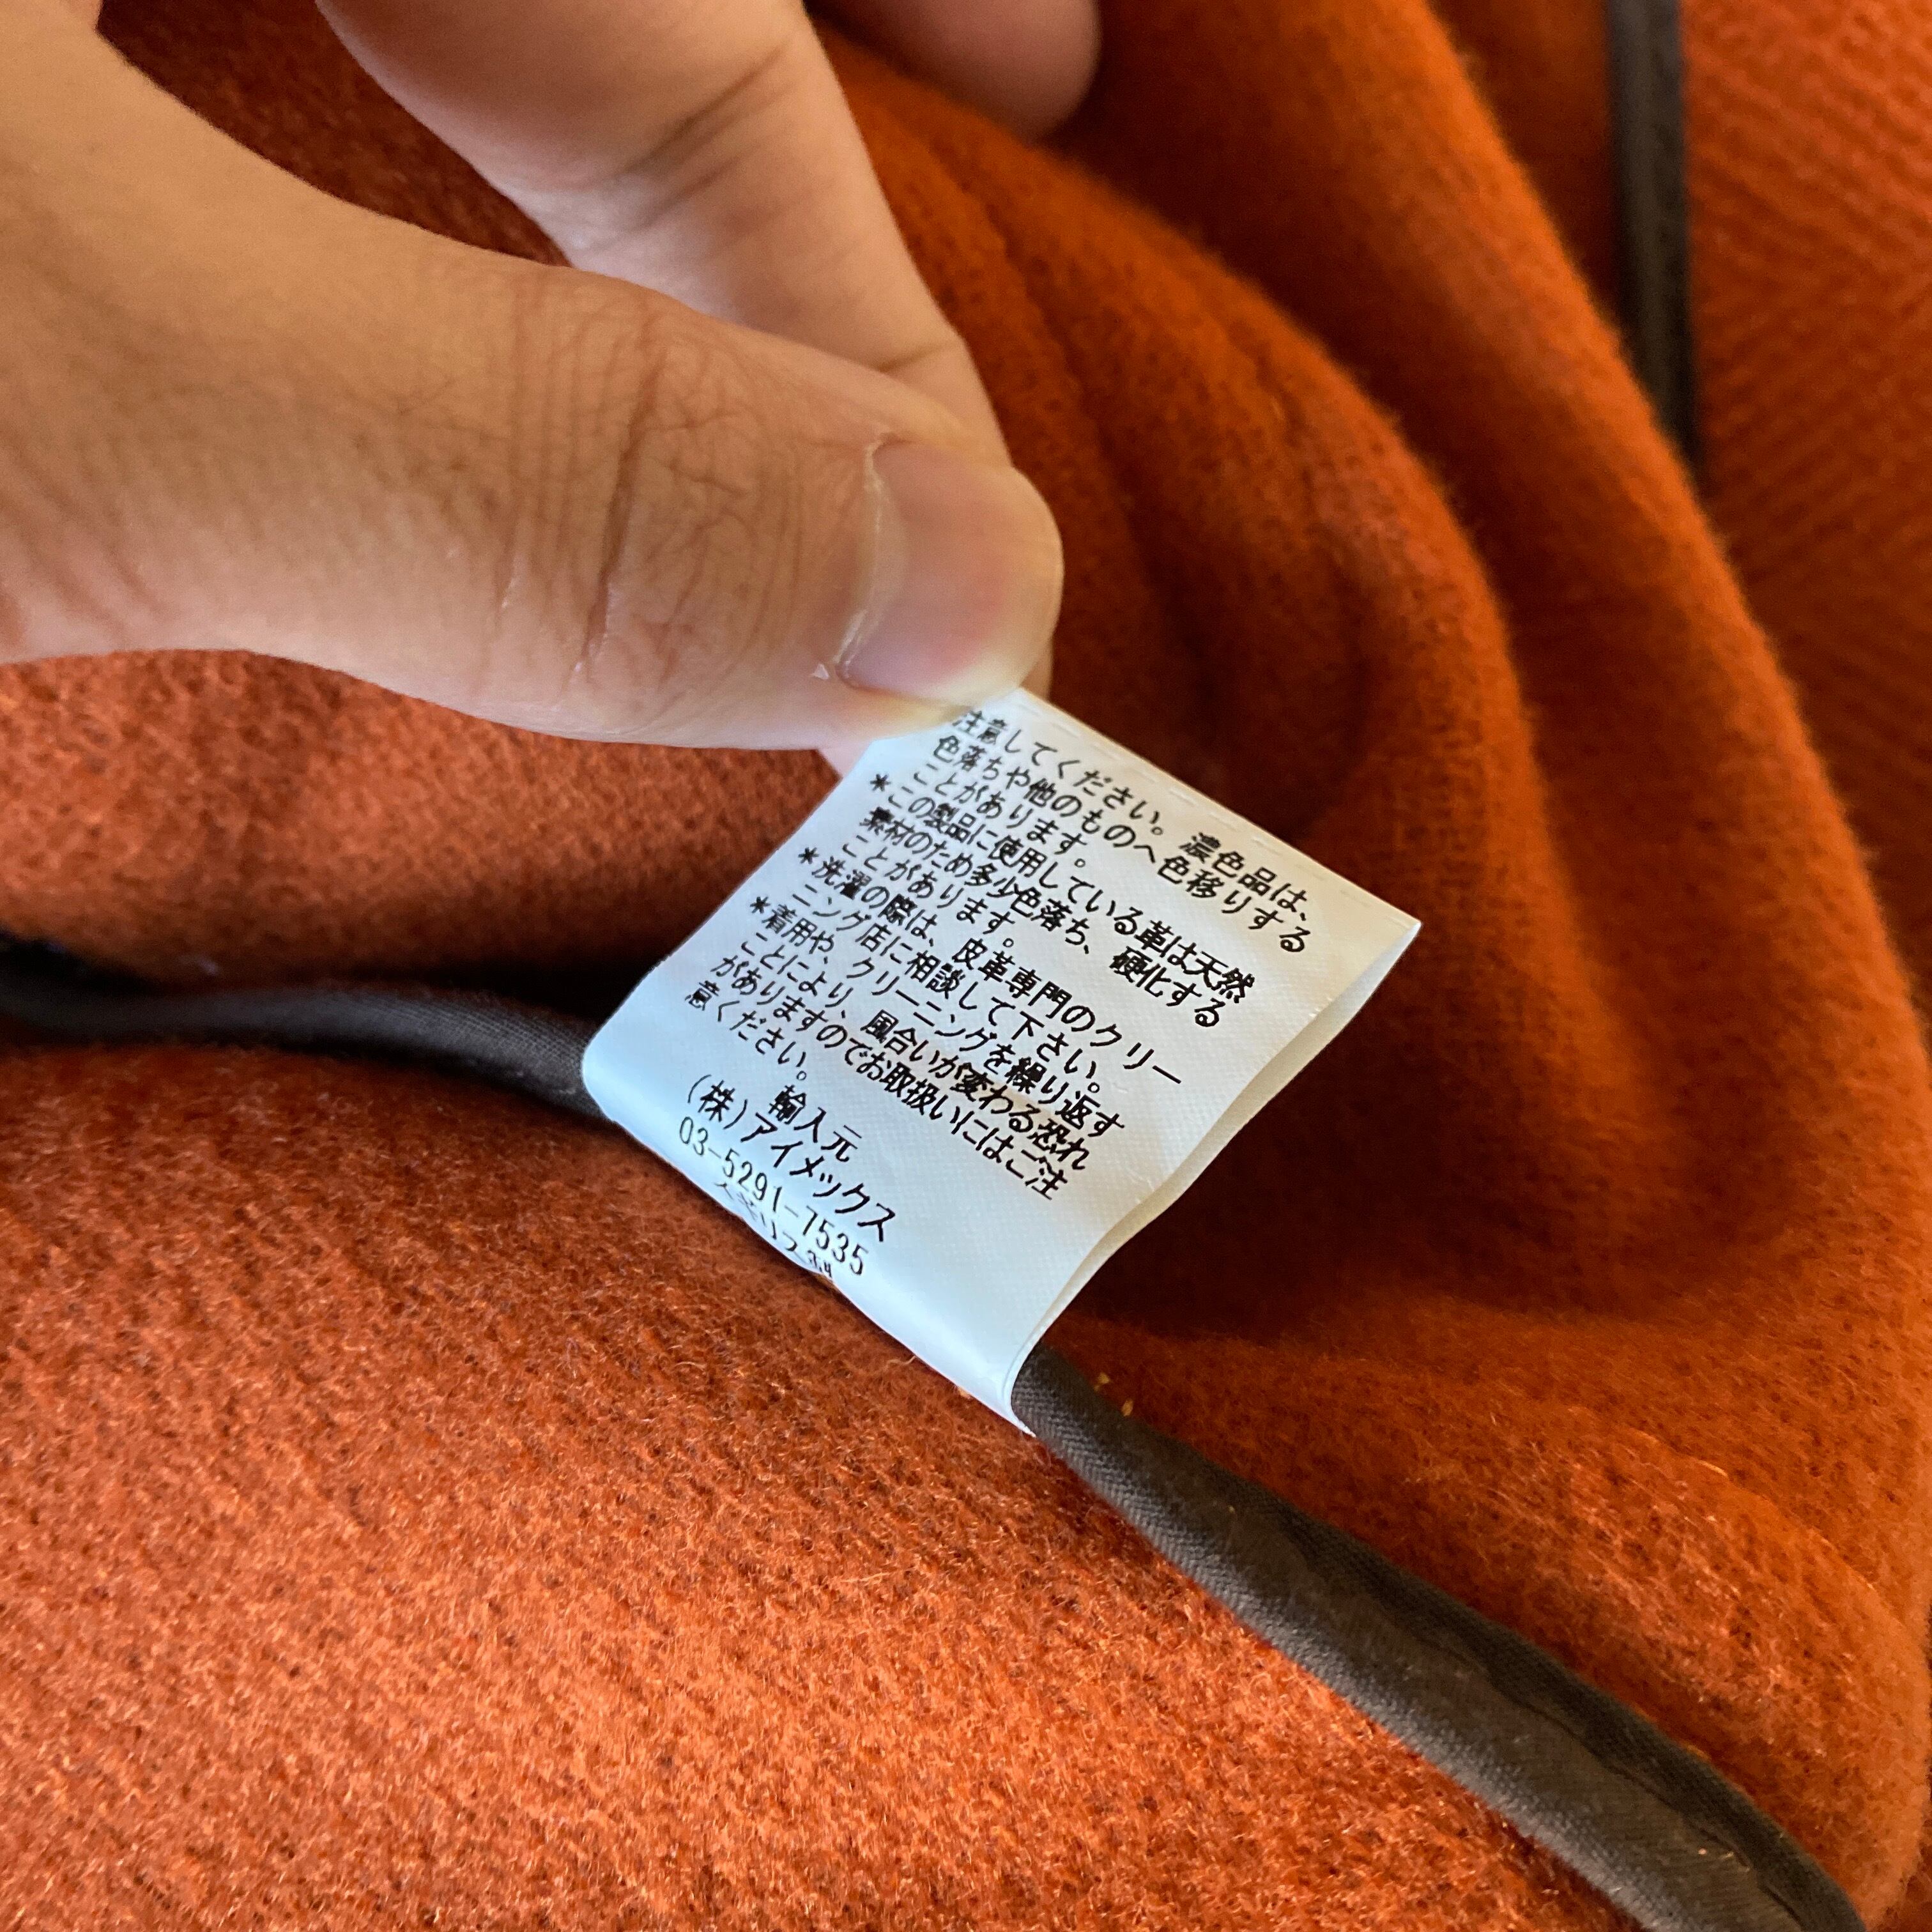 注意してください。濃色品は、
色落ちや他のものへ色移りする
ことがあります。
*この製品に使用している革は天然
素材のため多少色落ち、硬化する
ことがあります。
*洗濯の際は、皮革専門のクリー
ニング店に相談して下さい。
*着用や、クリーニングを繰り返す
ことにより、風合いが変わる恐れ
がありますのでお取扱いにはご注
意ください。
輸入元
(株)アイメックス
03-5291-7535